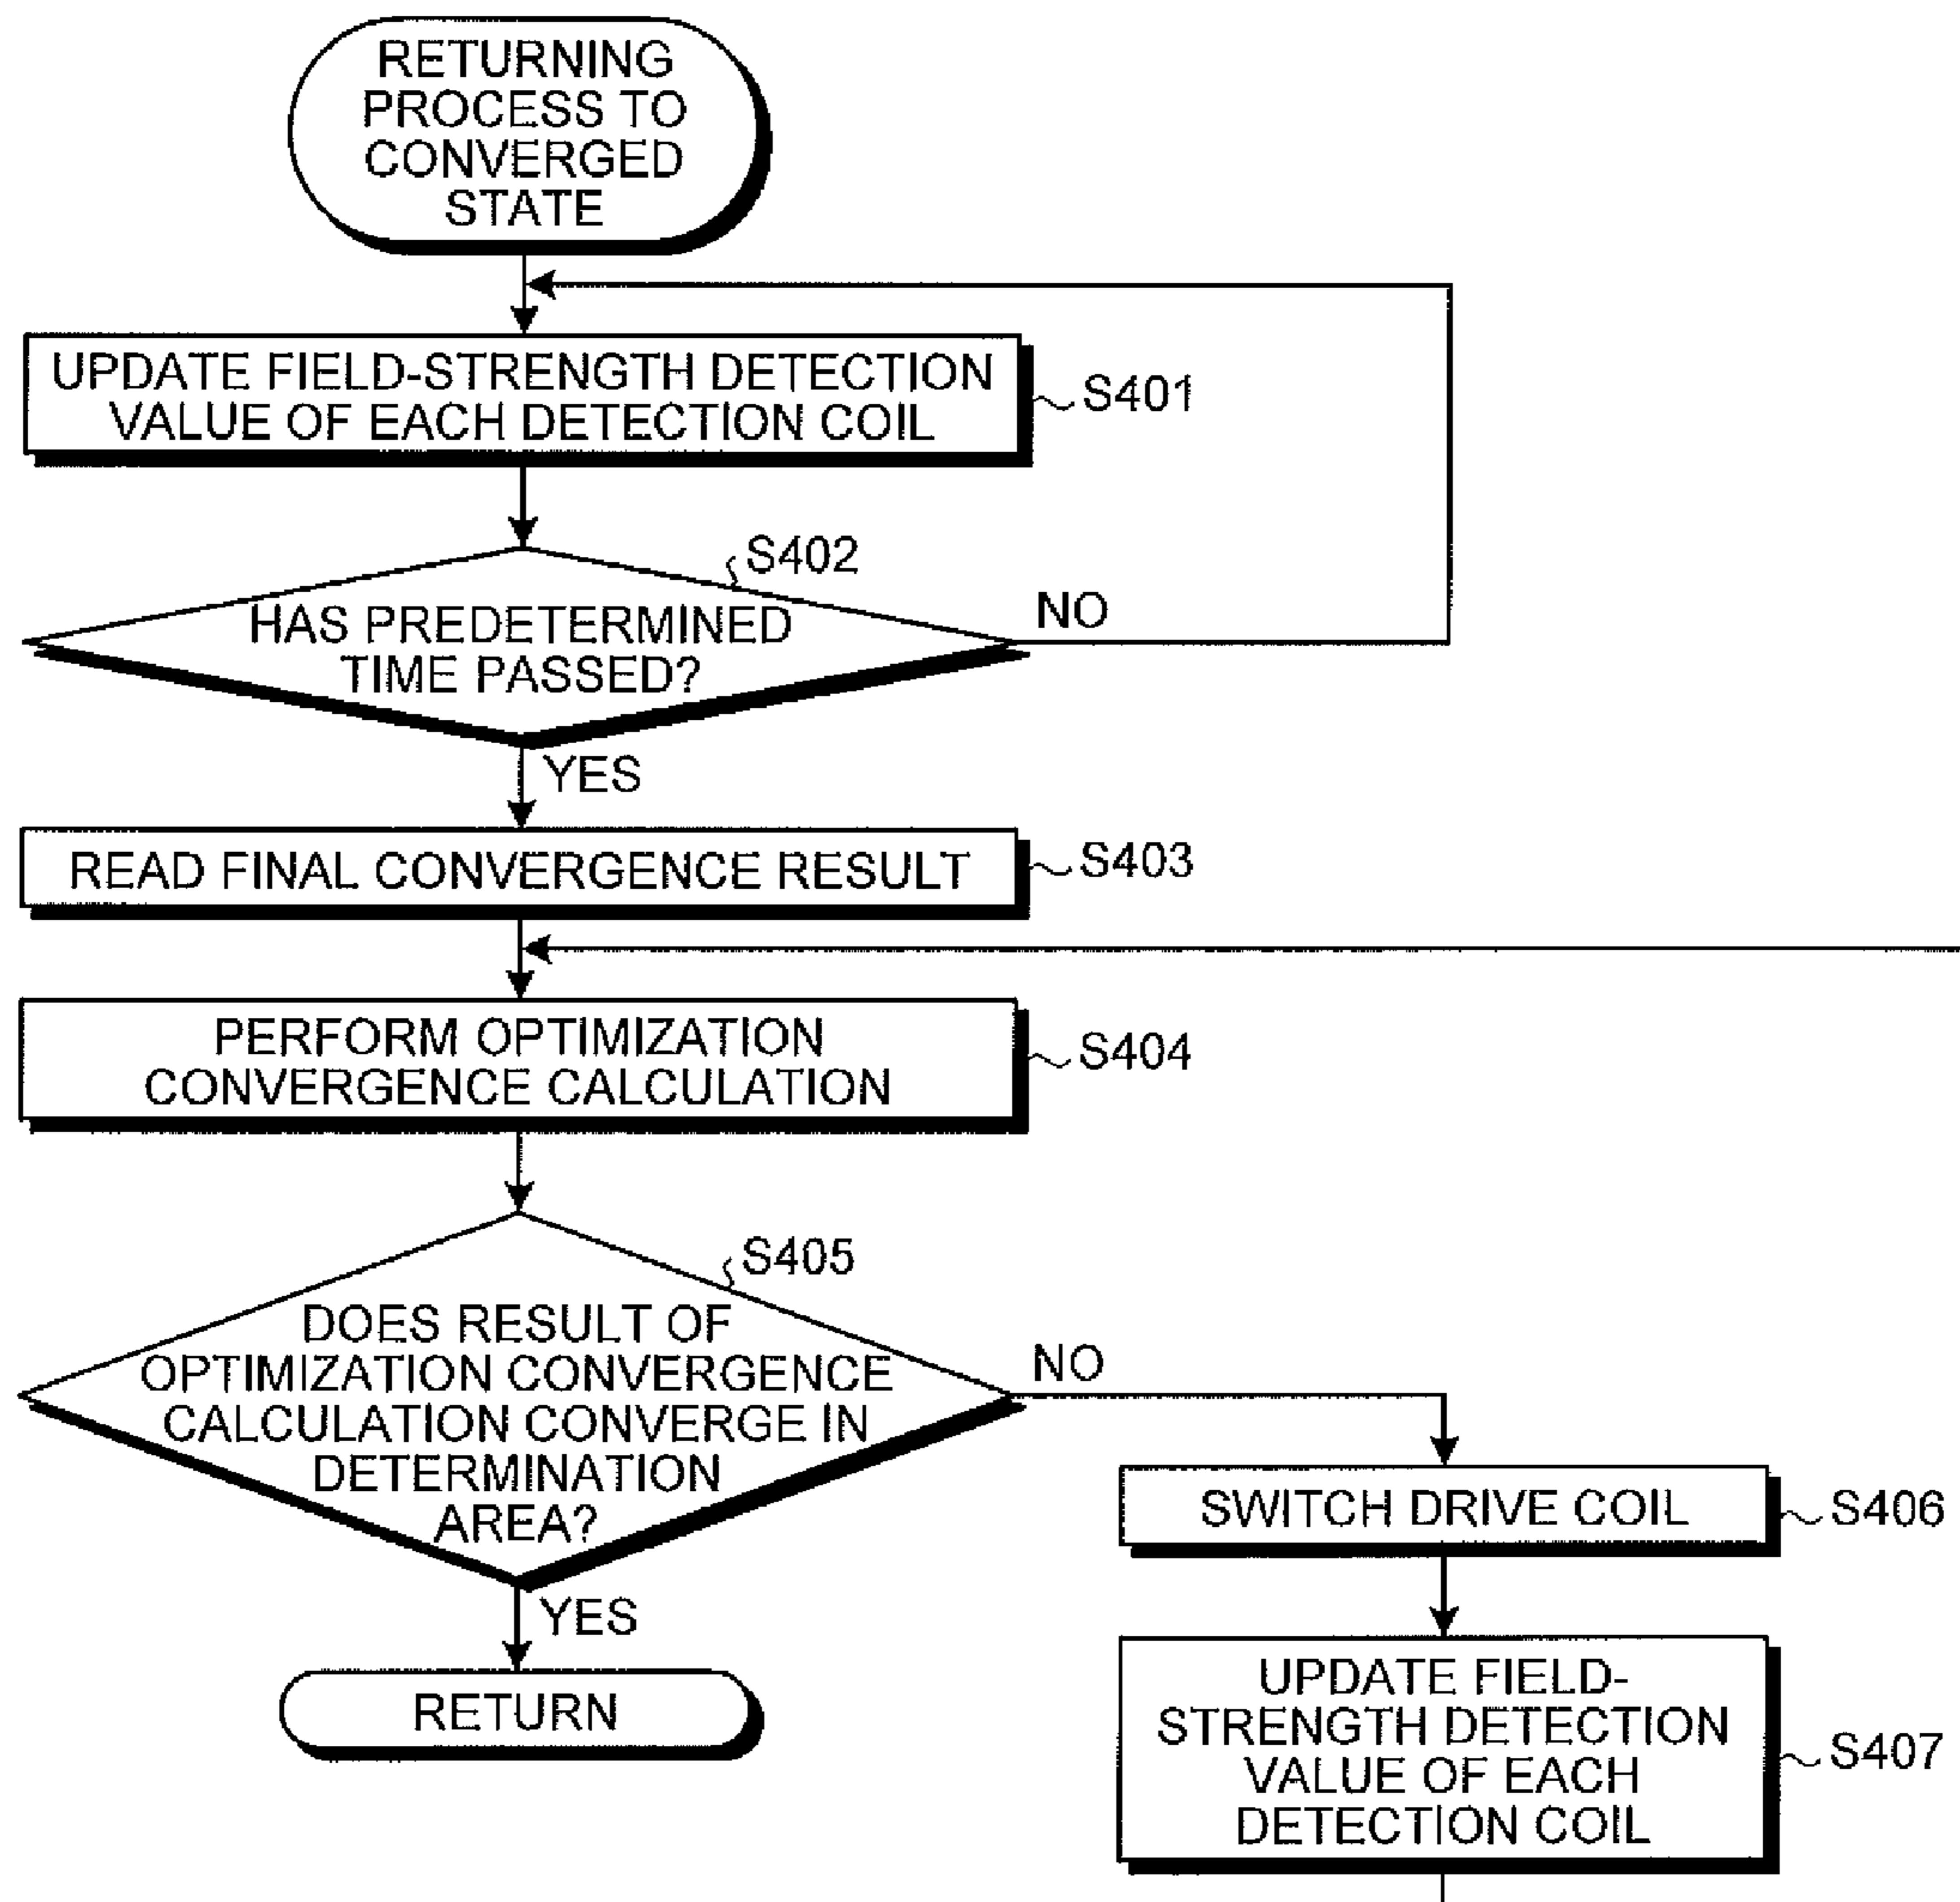 RETURNING
PROCESS TO
CONVERGED
STATE
UPDATE FIELD-STRENGTH DETECTION
VALUE OF EACH DETECTION COIL
S401
S402
HAS PREDETERMINED
TIME PASSED?
NO
YES
READ FINAL CONVERGENCE RESULT
S403
PERFORM OPTIMIZATION
CONVERGENCE CALCULATION
S404
S405
DOES RESULT OF
OPTIMIZATION CONVERGENCE
CALCULATION CONVERGE IN
DETERMINATION
AREA?
NO
YES
SWITCH DRIVE COIL
S406
RETURN
UPDATE FIELD-
STRENGTH DETECTION
VALUE OF EACH
DETECTION COIL
S407